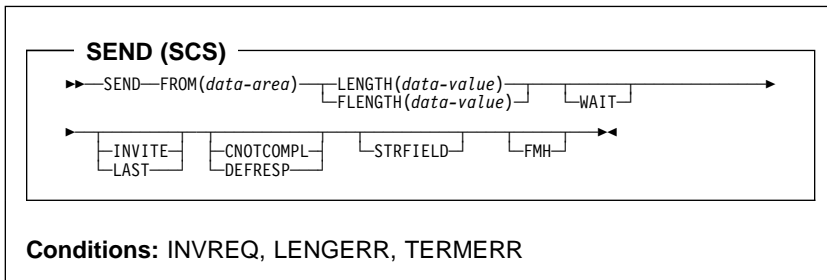 SEND (SCS)
SEND FROM(data-area) LENGTH(data-value)
FLENGTH(data-value) WAIT
INVITE CNOTCOMPL STRFIELD FMH
LAST DEFRESP
Conditions: INVREQ, LENGERR, TERMERR